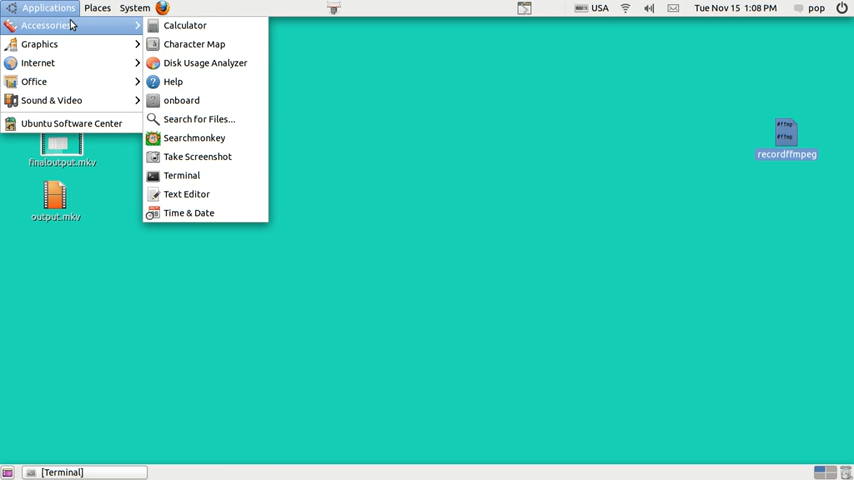 Applications Places System USA Tue Nov 15 1:08 PM pop
Accessories
Graphics
Internet
Office
Sound & Video
Ubuntu Software Center
Calculator
Character Map
Disk Usage Analyzer
Help
onboard
Search for Files...
Searchmonkey
Take Screenshot
Terminal
Text Editor
Time & Date
finaloutput.mkv
output.mkv
#ffmp
#ffmp
recordffmpeg
[Terminal]